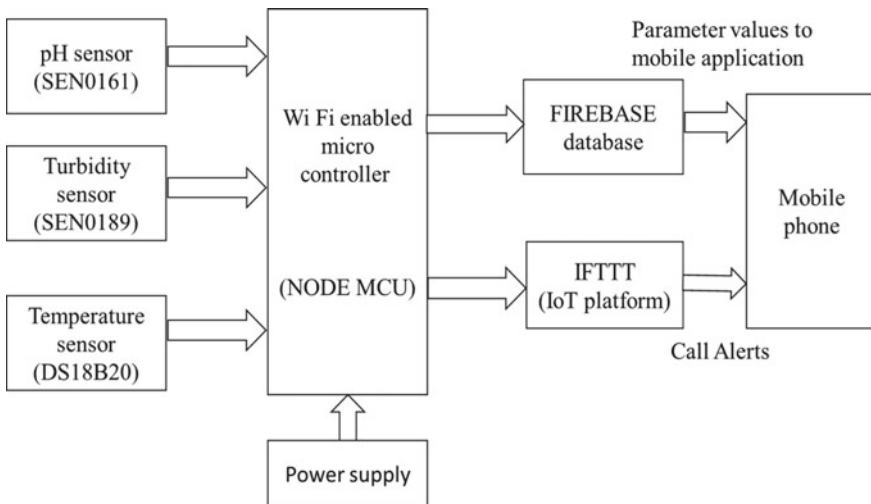 pH sensor
(SEN0161)
Turbidity
sensor
(SEN0189)
Temperature
sensor
(DS18B20)
Wi Fi enabled
micro
controller
(NODE MCU)
Power supply
FIREBASE
database
IFTTT
(IoT platform)
Parameter values to
mobile application
Call Alerts
Mobile
phone